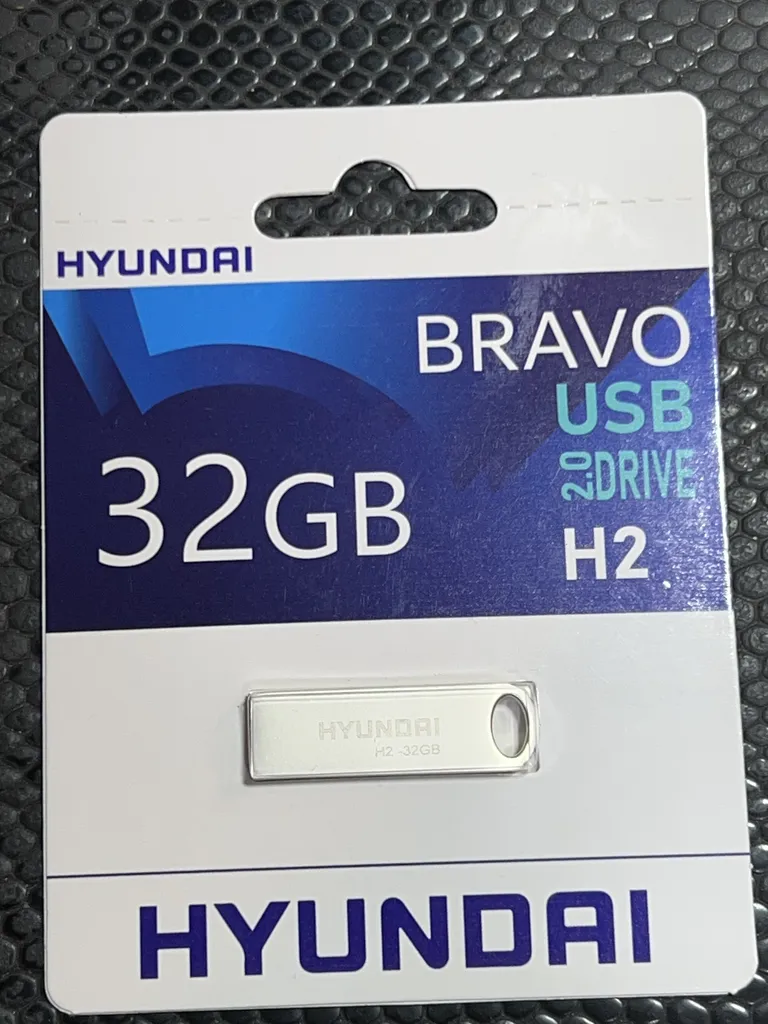 HYUNDAI
BRAVO
USB
2.0 DRIVE
32GB
H2
HYUNDAI
H2 -32GB
HYUNDAI